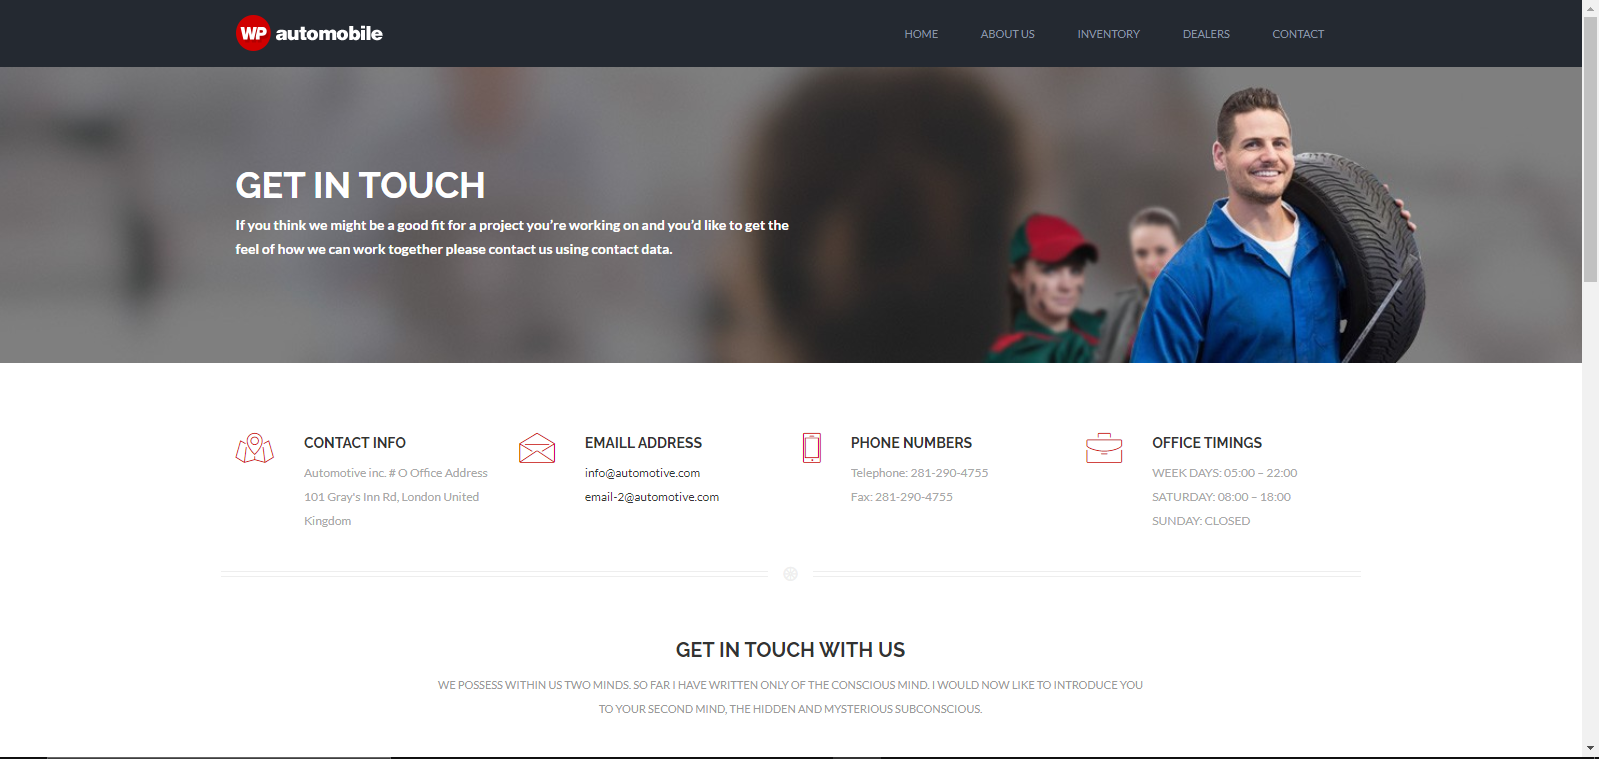 WP automobile
HOME ABOUT US INVENTORY DEALERS CONTACT
GET IN TOUCH
If you think we might be a good fit for a project you’re working on and you’d like to get the
feel of how we can work together please contact us using contact data.
CONTACT INFO
Automotive inc. # O Office Address
101 Gray's Inn Rd, London United
Kingdom
EMAILL ADDRESS
info@automotive.com
email-2@automotive.com
PHONE NUMBERS
Telephone: 281-290-4755
Fax: 281-290-4755
OFFICE TIMINGS
WEEK DAYS: 05:00 – 22:00
SATURDAY: 08:00 – 18:00
SUNDAY: CLOSED
GET IN TOUCH WITH US
WE POSSESS WITHIN US TWO MINDS. SO FAR I HAVE WRITTEN ONLY OF THE CONSCIOUS MIND. I WOULD NOW LIKE TO INTRODUCE YOU
TO YOUR SECOND MIND, THE HIDDEN AND MYSTERIOUS SUBCONSCIOUS.